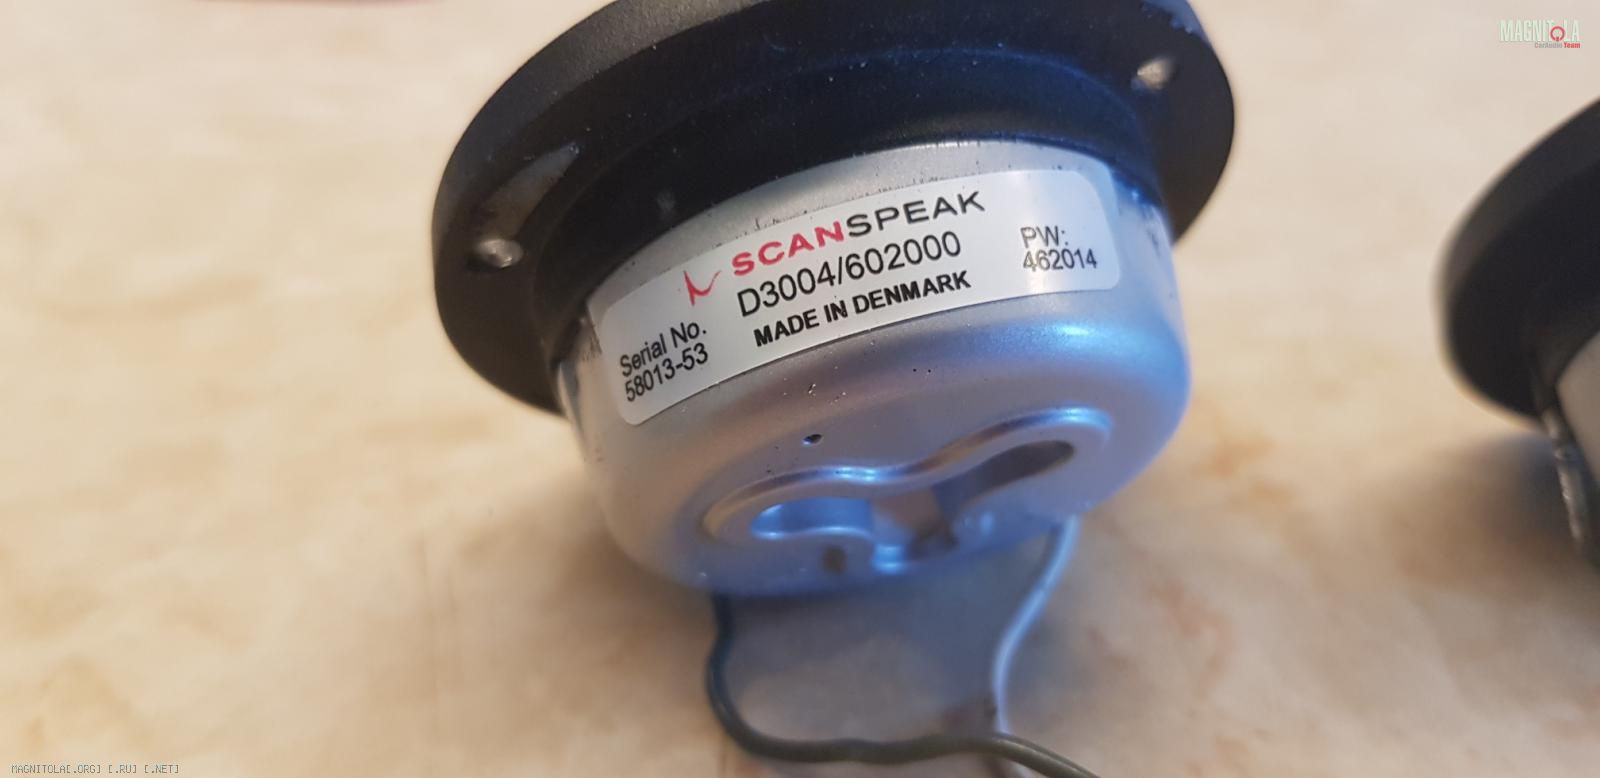 MAGNITOLA
CarAudio Team
SCANSPEAK
D3004/602000
MADE IN DENMARK
PW:
462014
Serial No.
58013-53
MAGNITOLA[.ORG] [.RU] [.NET]